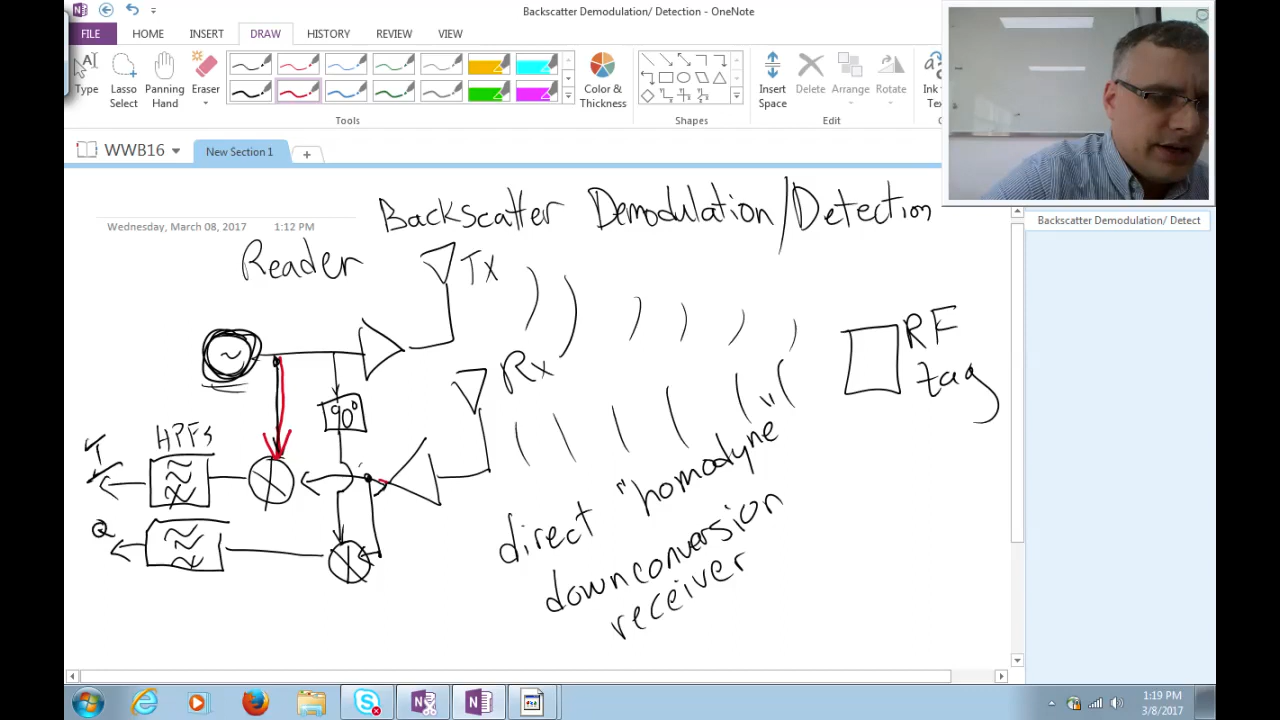 Backscatter Demodulation/ Detection - OneNote
FILE HOME INSERT DRAW HISTORY REVIEW VIEW
Type
Lasso Select
Panning Hand
Eraser
Color & Thickness
Insert Space
Delete
Arrange
Rotate
Ink to Tex
Tools
Shapes
Edit
WWB16
New Section 1
Backscatter Demodulation/ Detect
Backscatter Demodulation/Detection
Wednesday, March 08, 2017 1:12 PM
Reader
Tx
Rx
RF
tag
90°
HPFs
I
Q
direct "homodyne"
downconversion
receiver
1:19 PM
3/8/2017